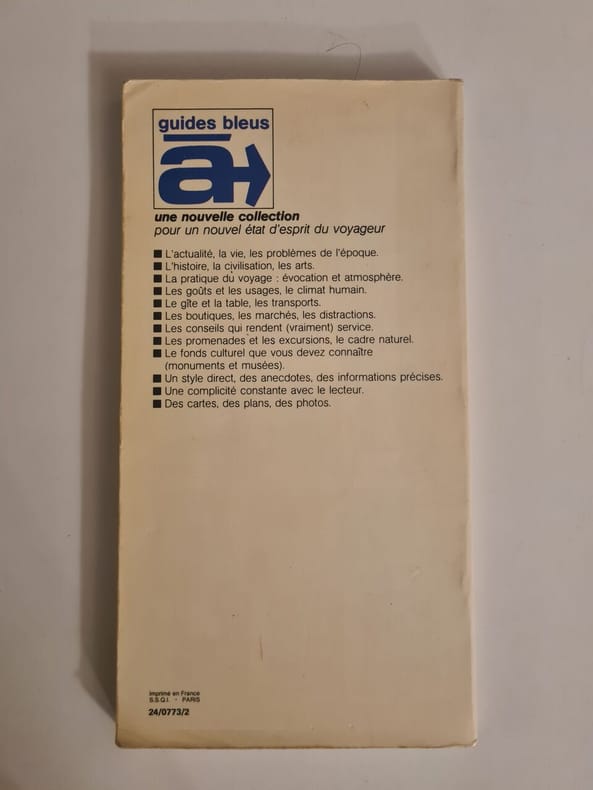 guides bleus
à
une nouvelle collection
pour un nouvel état d'esprit du voyageur
■ L'actualité, la vie, les problèmes de l'époque.
■ L'histoire, la civilisation, les arts.
■ La pratique du voyage : évocation et atmosphère.
■ Les goûts et les usages, le climat humain.
■ Le gîte et la table, les transports.
■ Les boutiques, les marchés, les distractions.
■ Les conseils qui rendent (vraiment) service.
■ Les promenades et les excursions, le cadre naturel.
■ Le fonds culturel que vous devez connaître
(monuments et musées).
■ Un style direct, des anecdotes, des informations précises.
■ Une complicité constante avec le lecteur.
■ Des cartes, des plans, des photos.
Imprimé en France
S.S.Q.I. - PARIS
24/0773/2